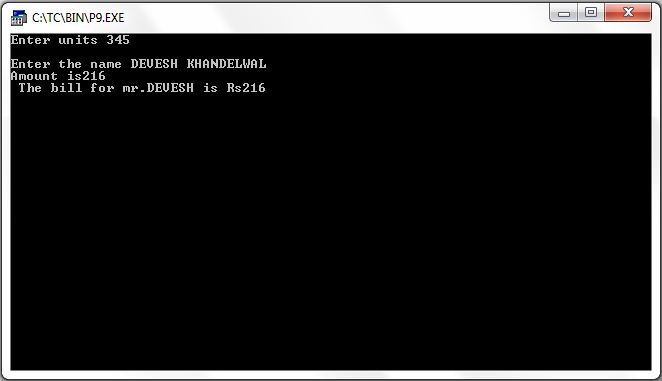 C:\TC\BIN\P9.EXE
Enter units 345
Enter the name DEVESH KHANDELWAL
Amount is216
The bill for mr.DEVESH is Rs216